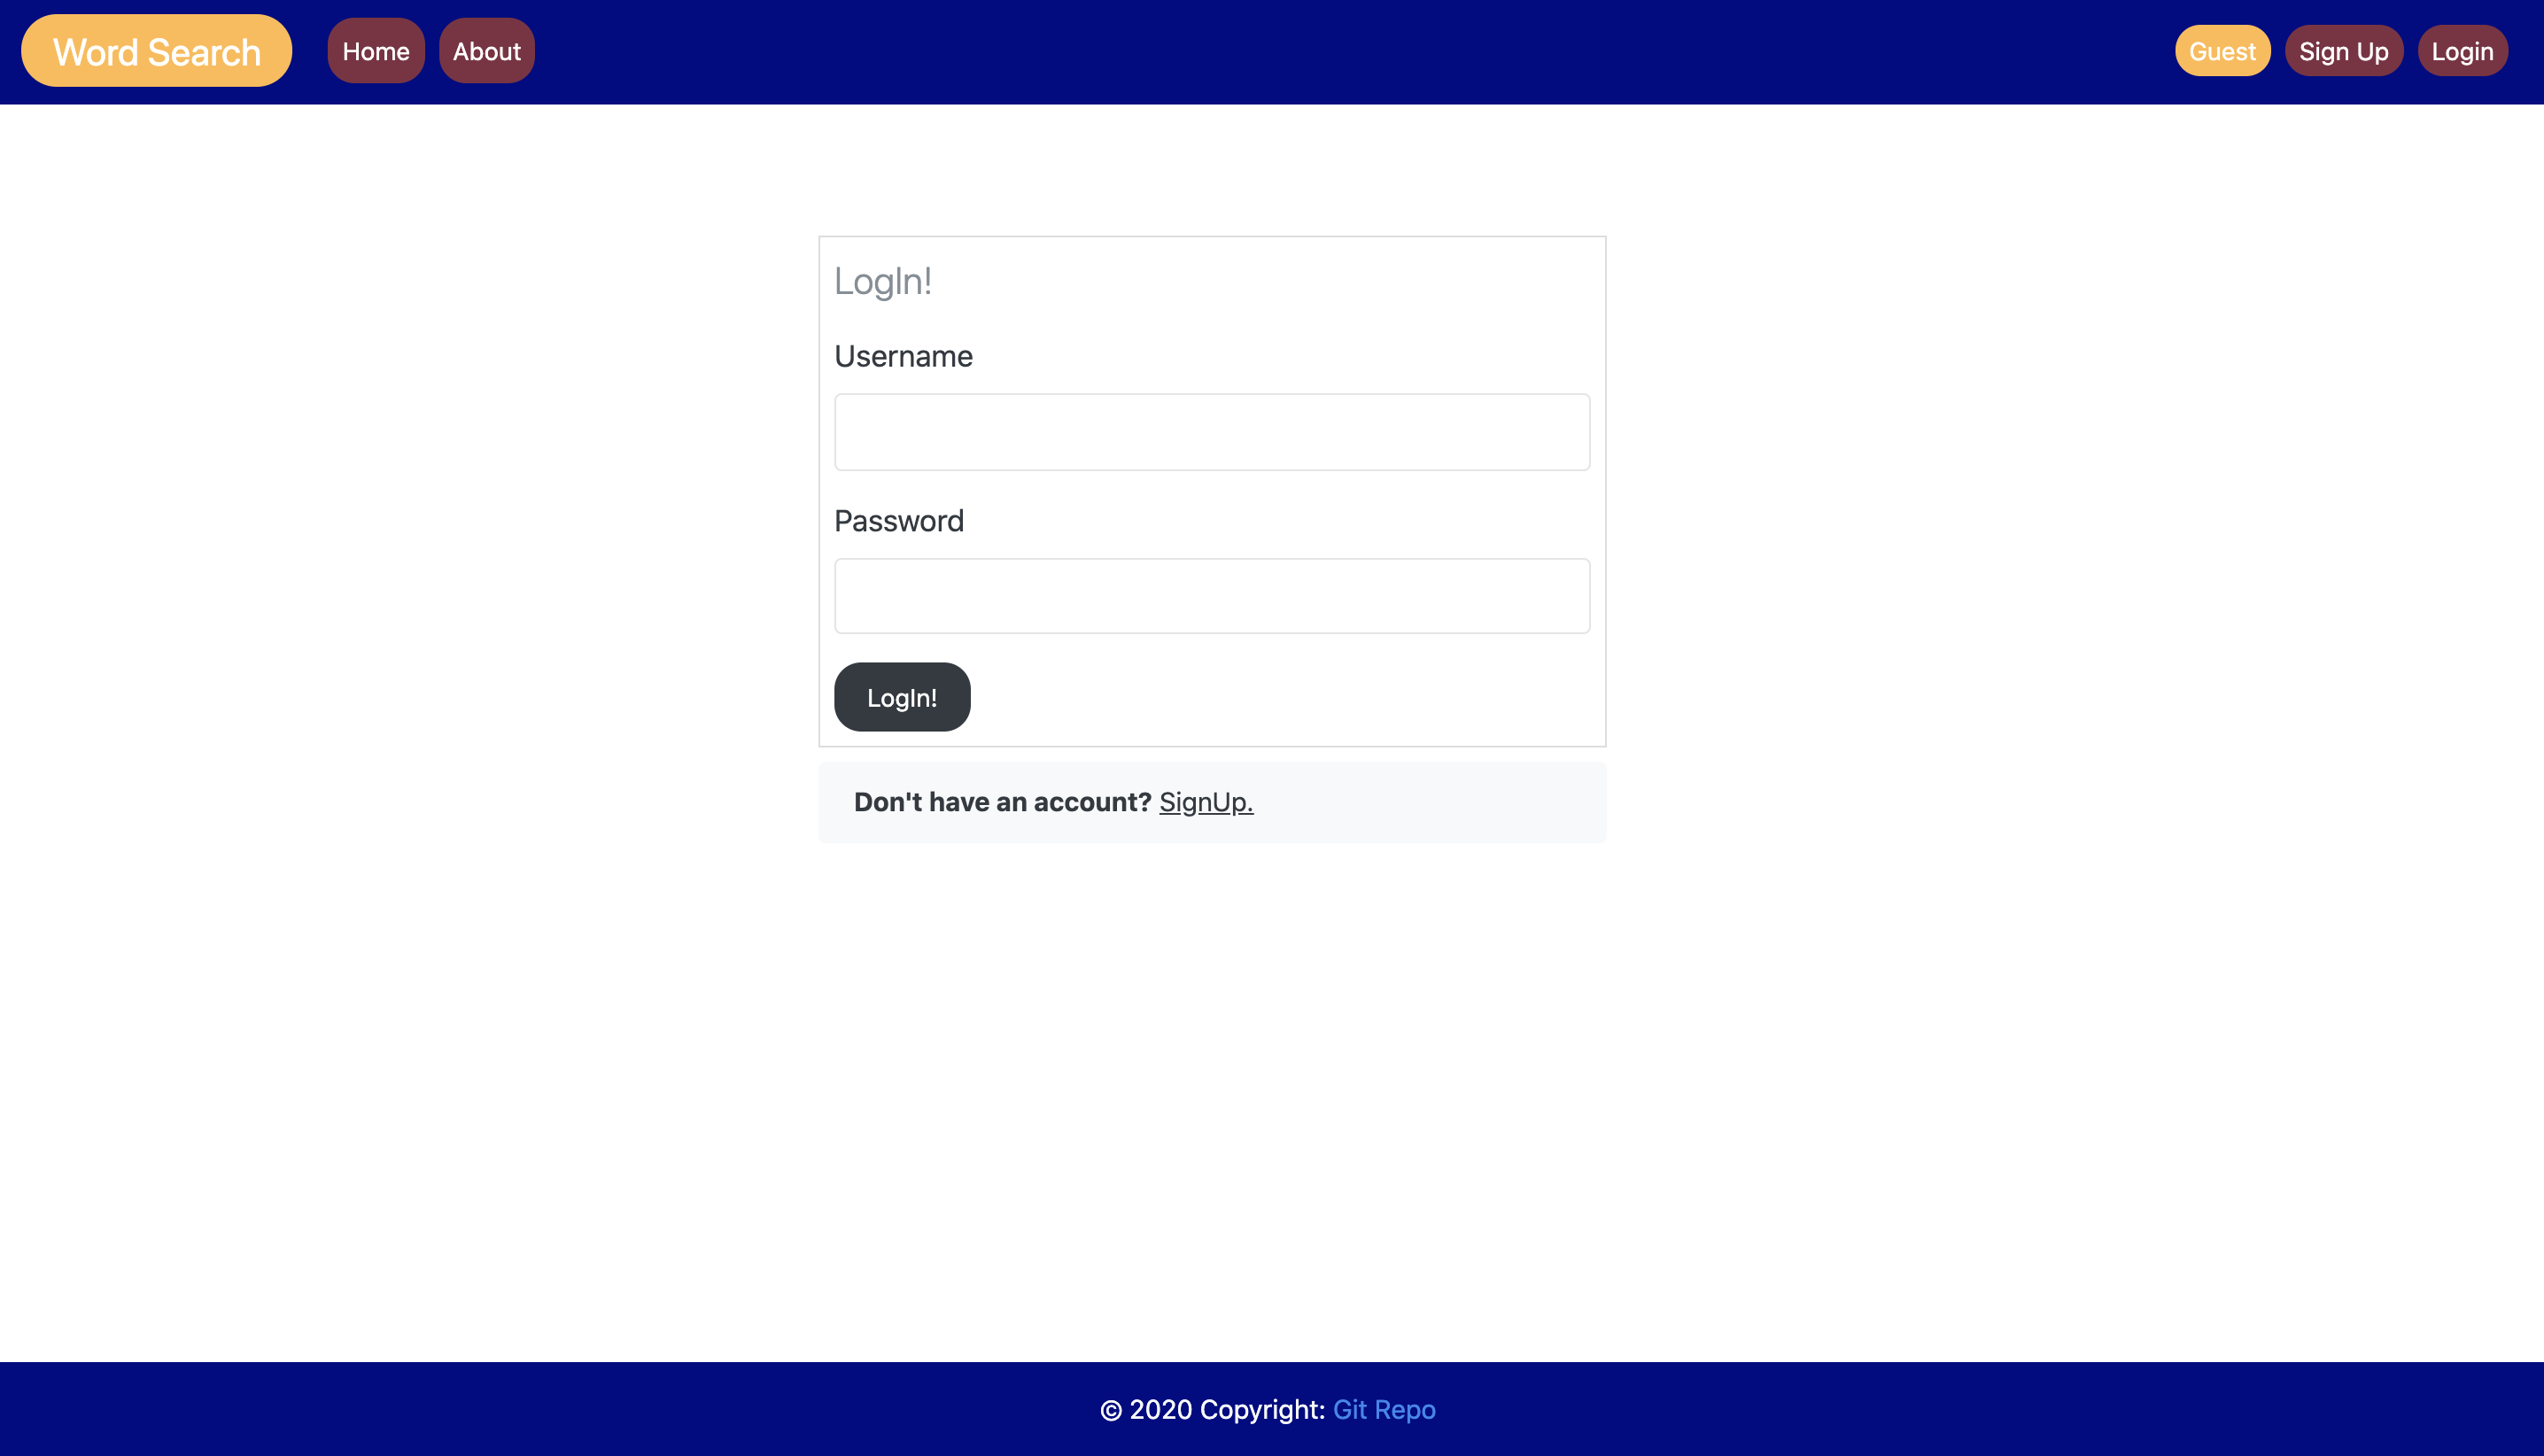 Word Search Home About Guest Sign Up Login
LogIn!
Username
Password
LogIn!
Don't have an account? SignUp.
© 2020 Copyright: Git Repo